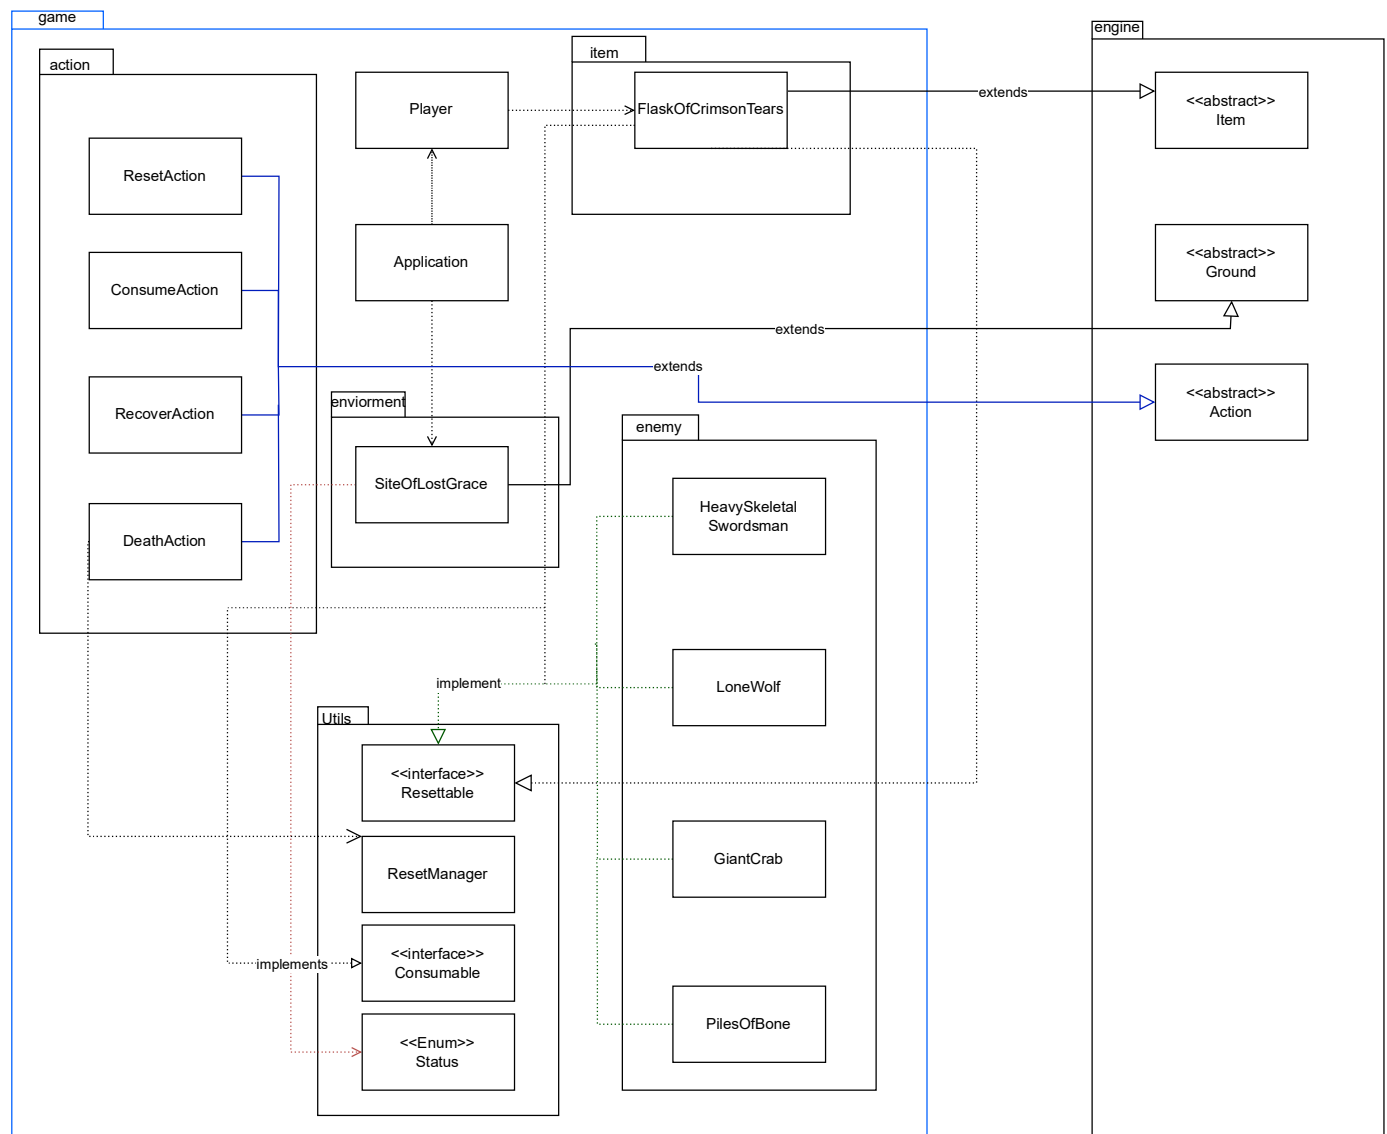 game
engine
action
item
Player
FlaskOfCrimsonTears
extends
<<abstract>>
Item
ResetAction
Application
<<abstract>>
Ground
ConsumeAction
extends
extends
<<abstract>>
Action
RecoverAction
enviorment
enemy
SiteOfLostGrace
HeavySkeletal
Swordsman
DeathAction
implement
LoneWolf
Utils
<<interface>>
Resettable
ResetManager
GiantCrab
implements
<<interface>>
Consumable
PilesOfBone
<<Enum>>
Status